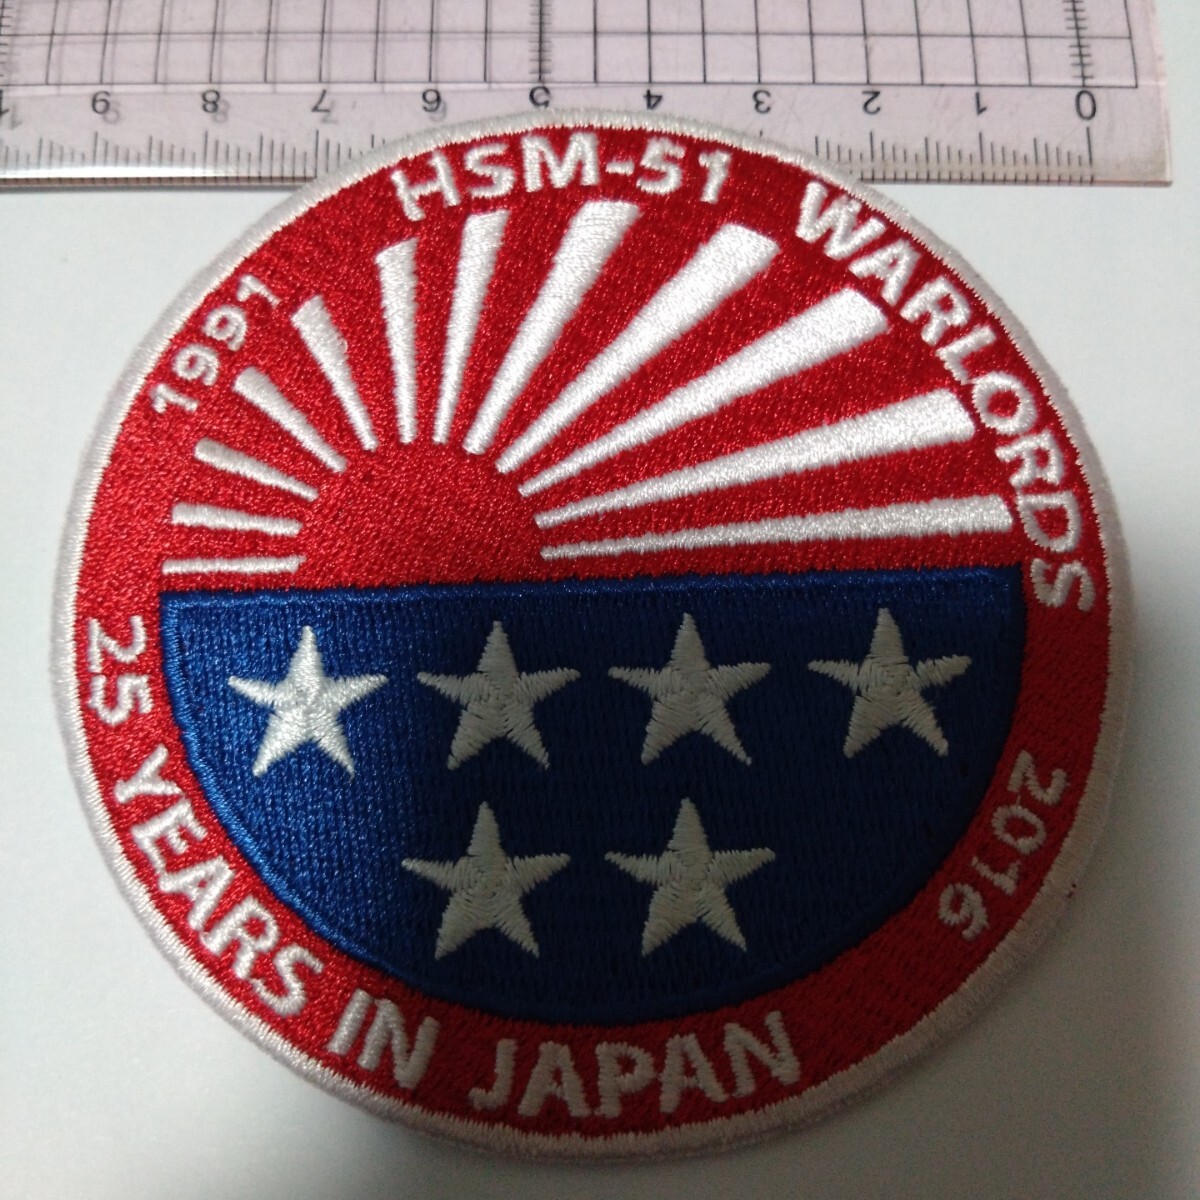 0 1 2 3 4 5 6 7 8 9 1
HSM-51 WARLORDS
1991
2016
25 YEARS IN JAPAN